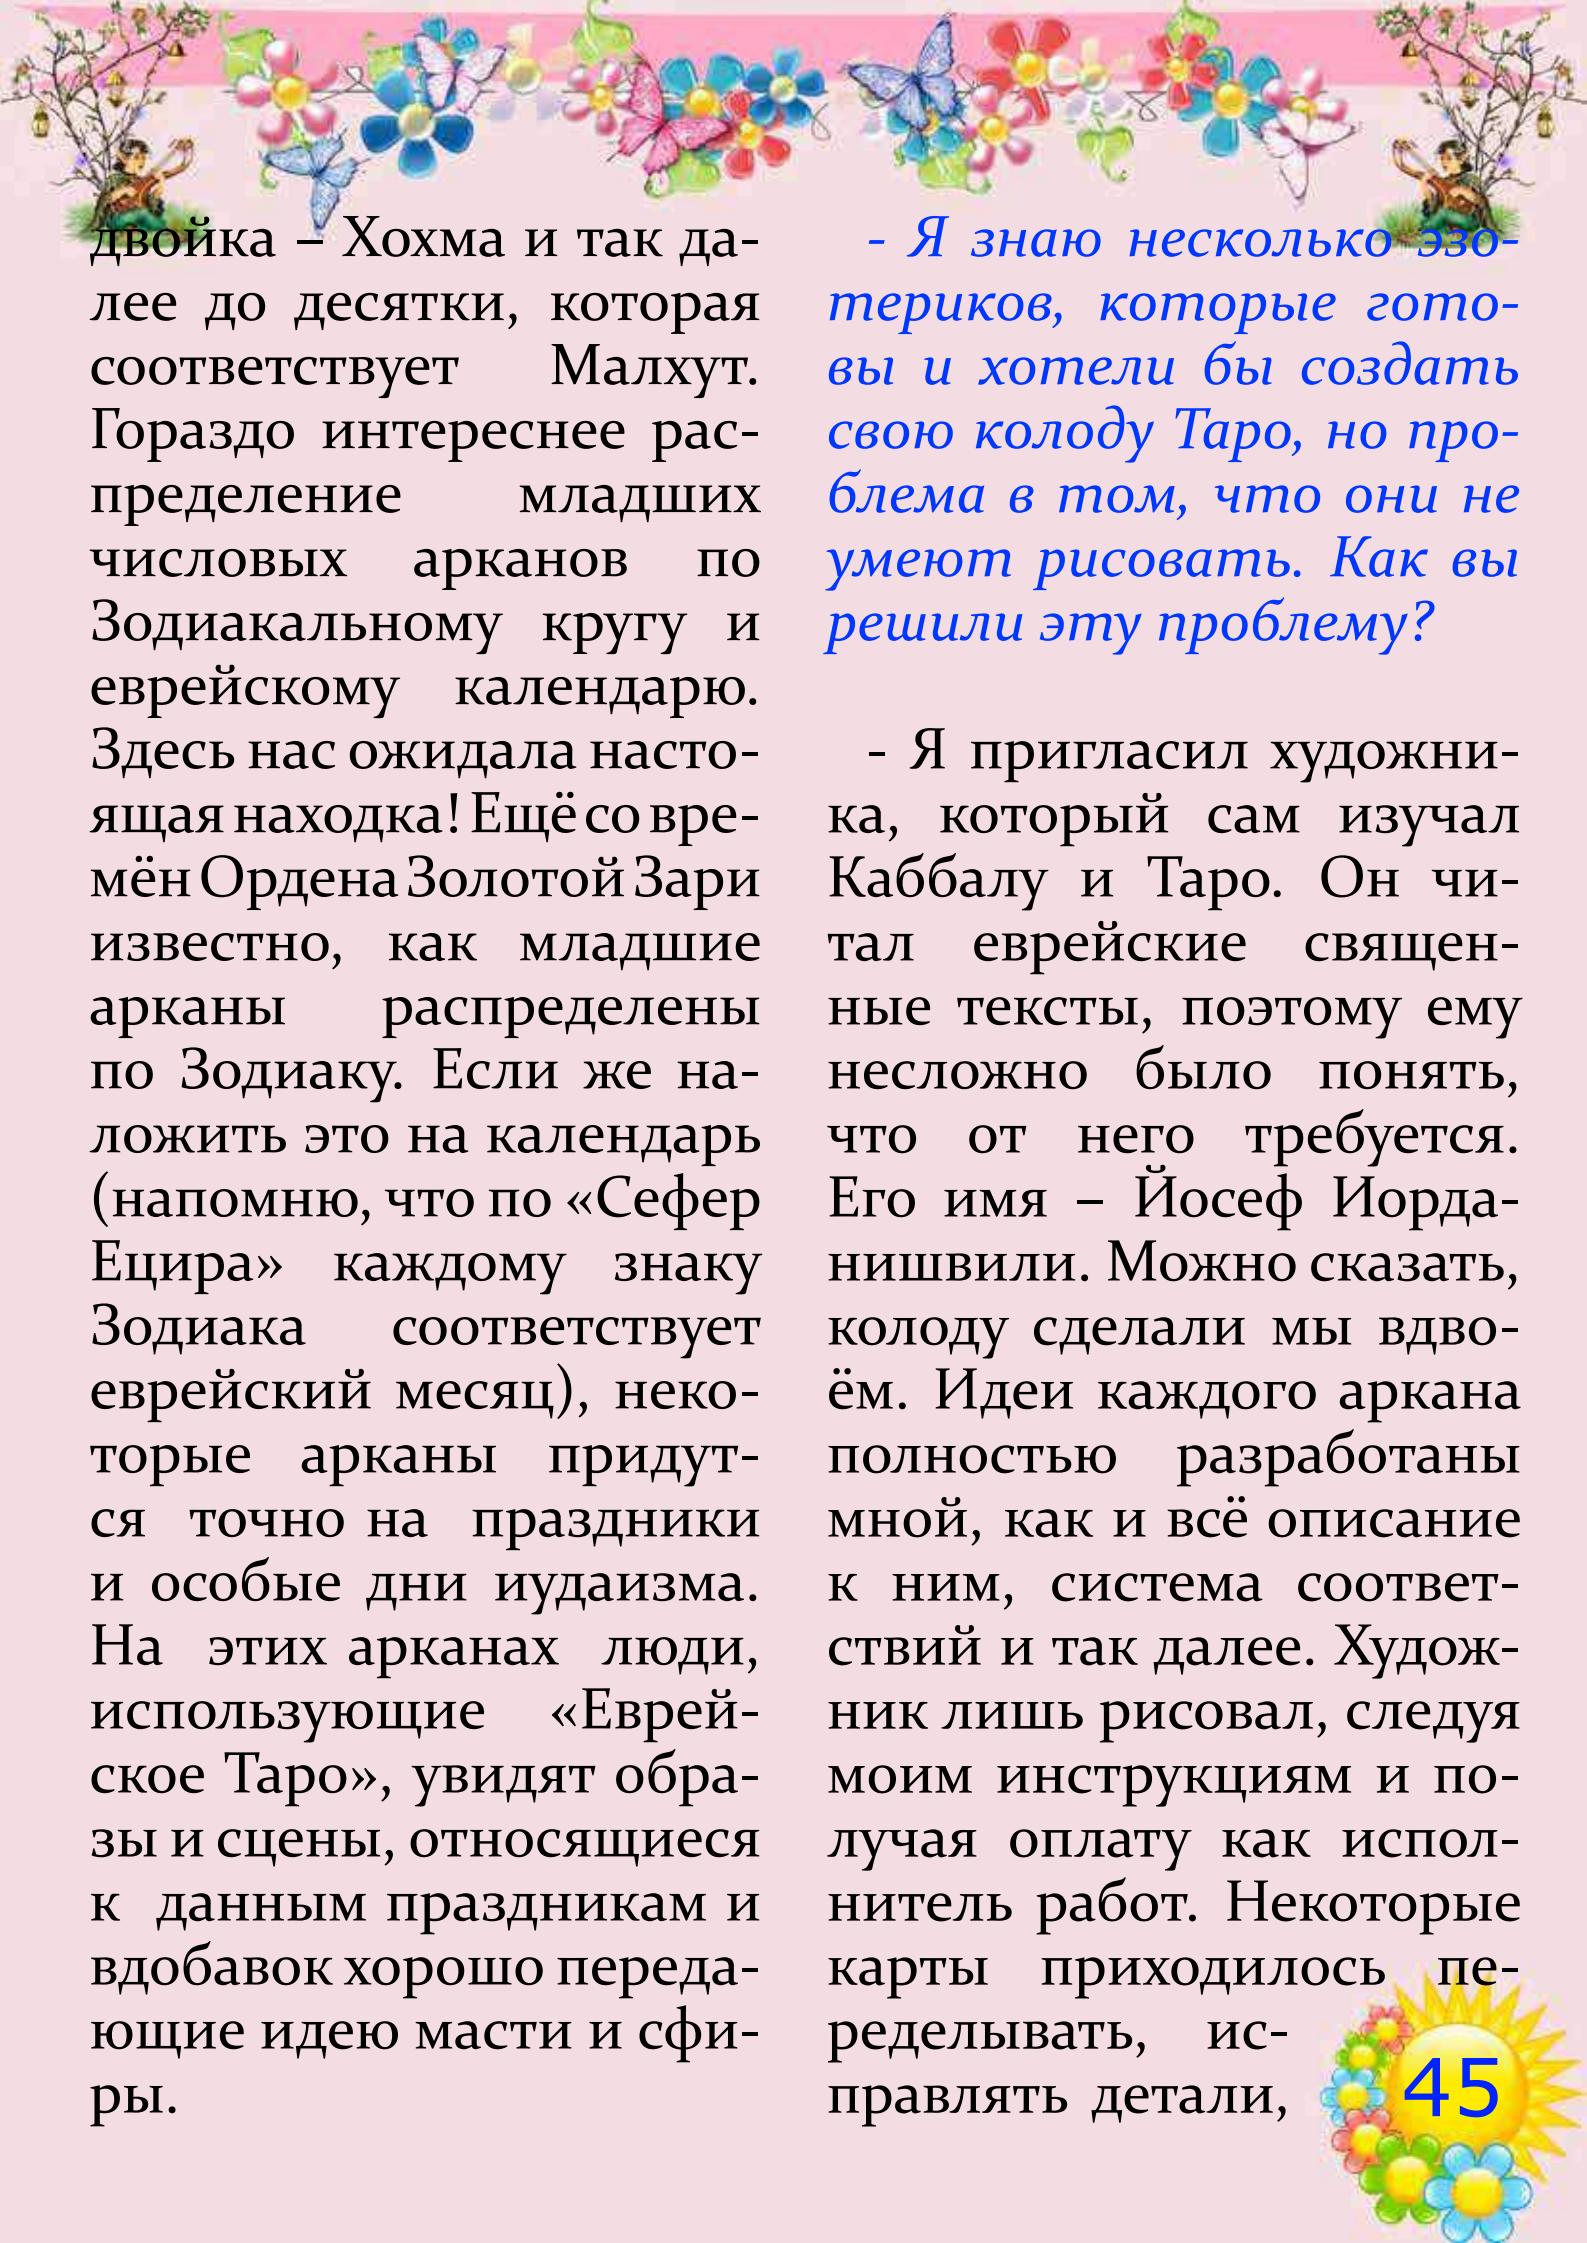 двойка – Хохма и так да-
лее до десятки, которая
соответствует Малхут.
Гораздо интереснее рас-
пределение младших
числовых арканов по
Зодиакальному кругу и
еврейскому календарю.
Здесь нас ожидала насто-
ящая находка! Ещё со вре-
мён Ордена Золотой Зари
известно, как младшие
арканы распределены
по Зодиаку. Если же на-
ложить это на календарь
(напомню, что по «Сефер
Ецира» каждому знаку
Зодиака соответствует
еврейский месяц), неко-
торые арканы придут-
ся точно на праздники
и особые дни иудаизма.
На этих арканах люди,
использующие «Еврей-
ское Таро», увидят обра-
зы и сцены, относящиеся
к данным праздникам и
вдобавок хорошо переда-
ющие идею масти и сфи-
ры.
- Я знаю несколько эзо-
териков, которые гото-
вы и хотели бы создать
свою колоду Таро, но про-
блема в том, что они не
умеют рисовать. Как вы
решили эту проблему?
- Я пригласил художни-
ка, который сам изучал
Каббалу и Таро. Он чи-
тал еврейские священ-
ные тексты, поэтому ему
несложно было понять,
что от него требуется.
Его имя – Йосеф Иорда-
нишвили. Можно сказать,
колоду сделали мы вдво-
ём. Идеи каждого аркана
полностью разработаны
мной, как и всё описание
к ним, система соответ-
ствий и так далее. Худож-
ник лишь рисовал, следуя
моим инструкциям и по-
лучая оплату как испол-
нитель работ. Некоторые
карты приходилось пе-
ределывать, ис-
правлять детали,
45